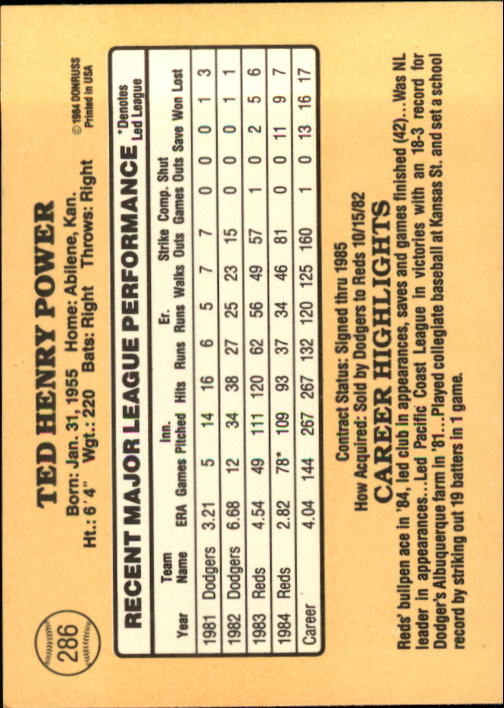 286
TED HENRY POWER
Born: Jan. 31, 1955 Home: Abilene, Kan.
Ht.: 6'4" Wgt.: 220 Bats: Right Throws: Right
© 1984 DONRUSS
Printed in USA
RECENT MAJOR LEAGUE PERFORMANCE
*Denotes
Led League
Year Team Name ERA Games Inn. Pitched Hits Runs Er. Runs Walks Strike Outs Comp. Games Shut Outs Save Won Lost
1981 Dodgers 3.21 5 14 16 6 5 7 7 0 0 0 1 3
1982 Dodgers 6.68 12 34 38 27 25 23 15 0 0 0 1 1
1983 Reds 4.54 49 111 120 62 56 49 57 1 0 2 5 6
1984 Reds 2.82 78* 109 93 37 34 46 81 0 0 11 9 7
Career 4.04 144 267 267 132 120 125 160 1 0 13 16 17
Contract Status: Signed thru 1985
How Acquired: Sold by Dodgers to Reds 10/15/82
CAREER HIGHLIGHTS
Reds' bullpen ace in '84, led club in appearances, saves and games finished (42)...Was NL
leader in appearances...Led Pacific Coast League in victories with an 18-3 record for
Dodger's Albuquerque farm in '81...Played collegiate baseball at Kansas St. and set a school
record by striking out 19 batters in 1 game.